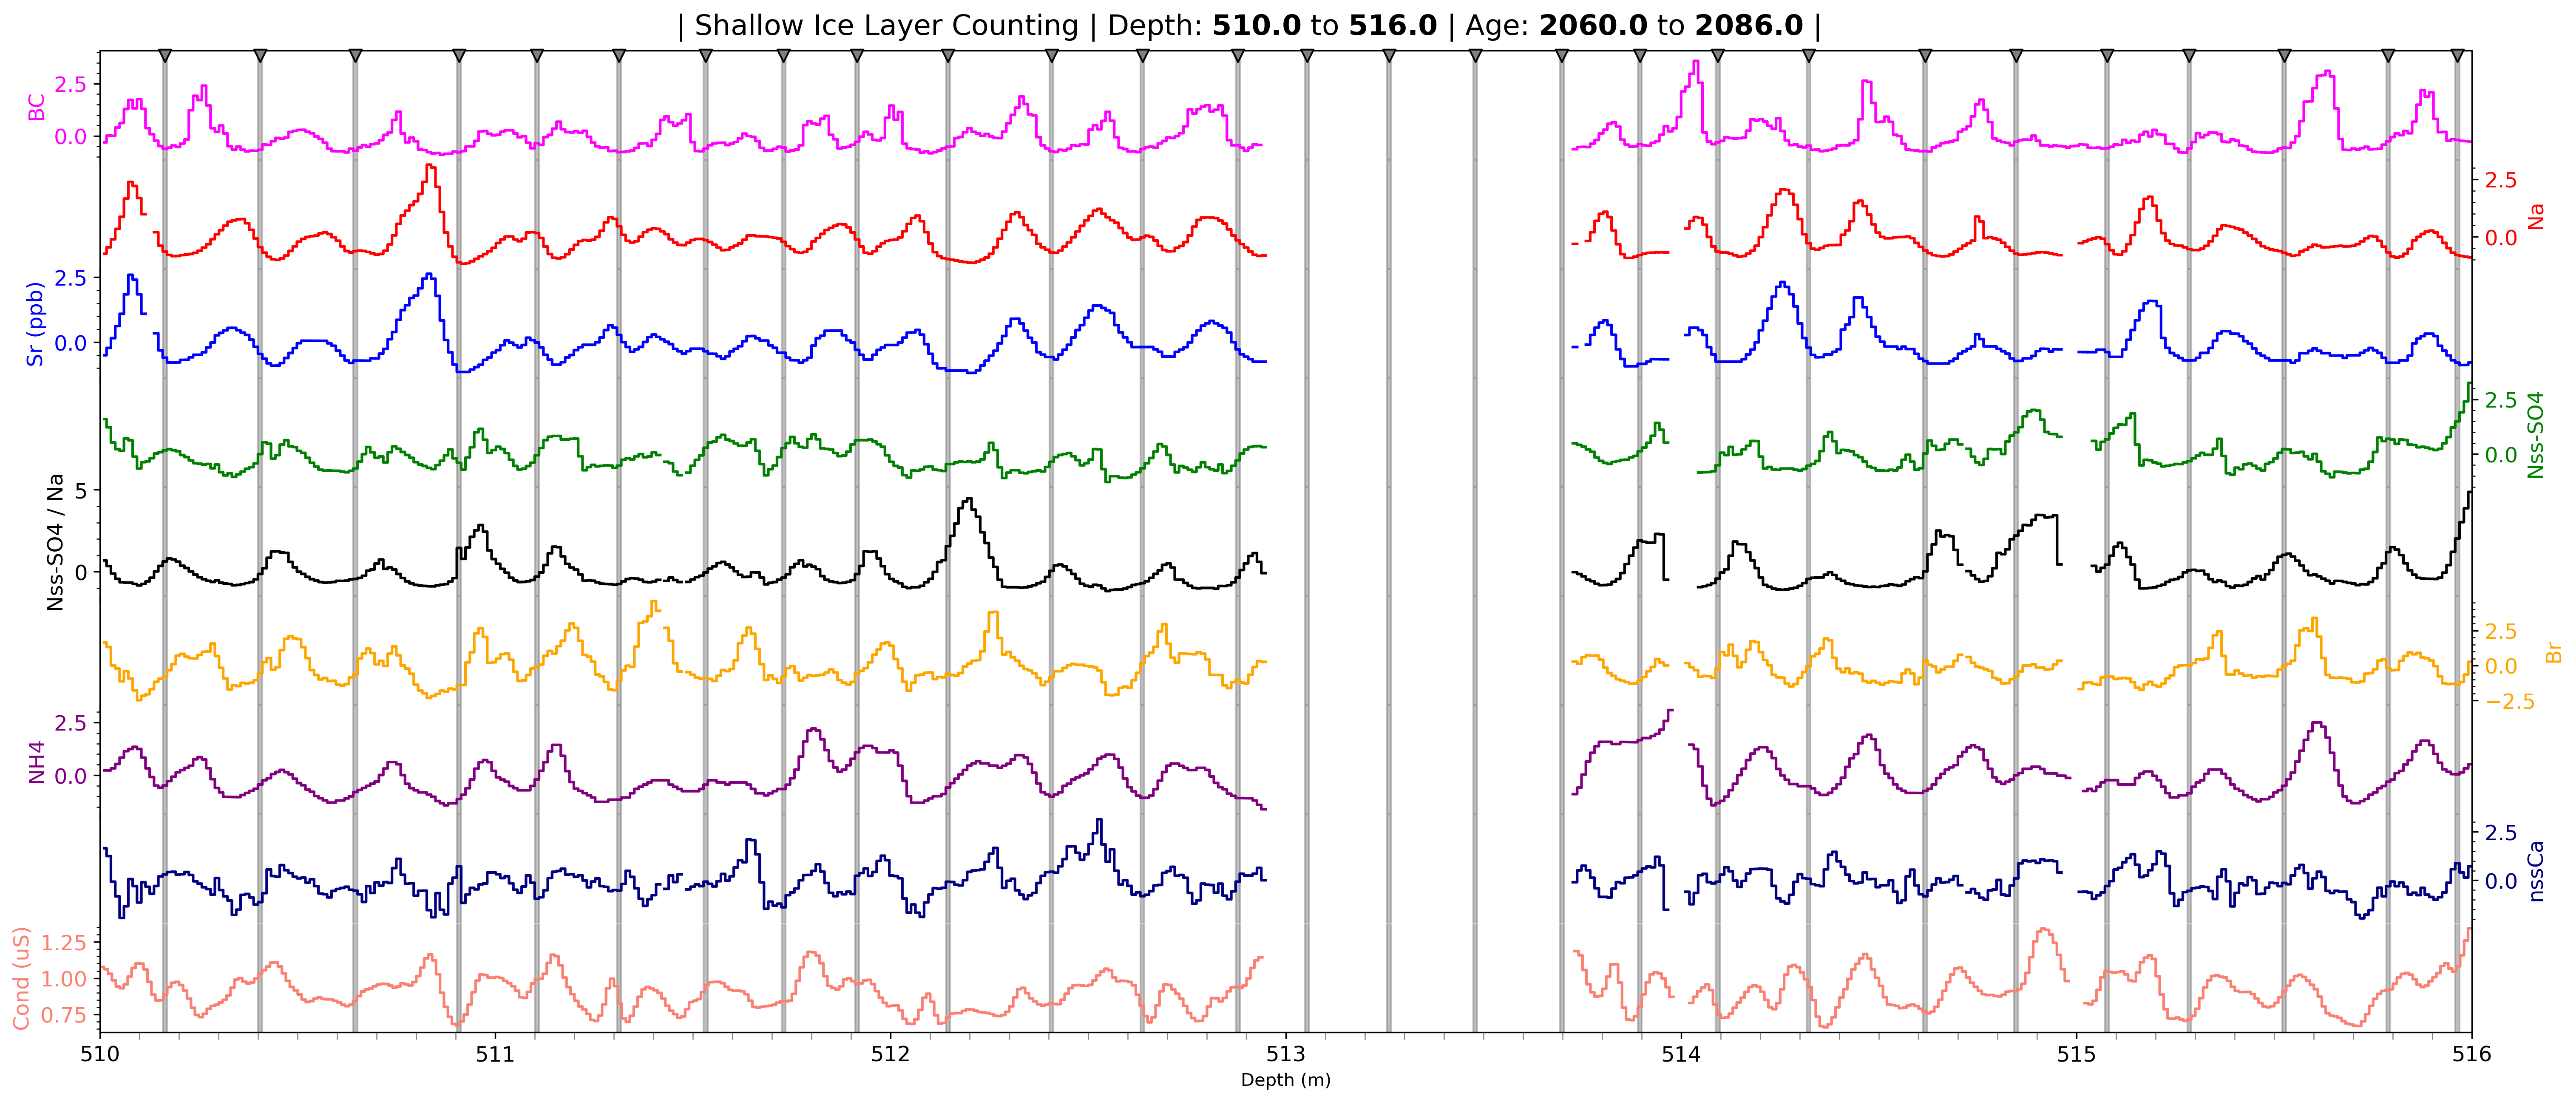 | Shallow Ice Layer Counting | Depth: 510.0 to 516.0 | Age: 2060.0 to 2086.0 |
BC
2.5
0.0
2.5
0.0
Na
Sr (ppb)
2.5
0.0
2.5
0.0
Nss-SO4
Nss-SO4 / Na
5
0
2.5
0.0
−2.5
Br
NH4
2.5
0.0
2.5
0.0
nssCa
Cond (uS)
1.25
1.00
0.75
510 511 512 513 514 515 516
Depth (m)